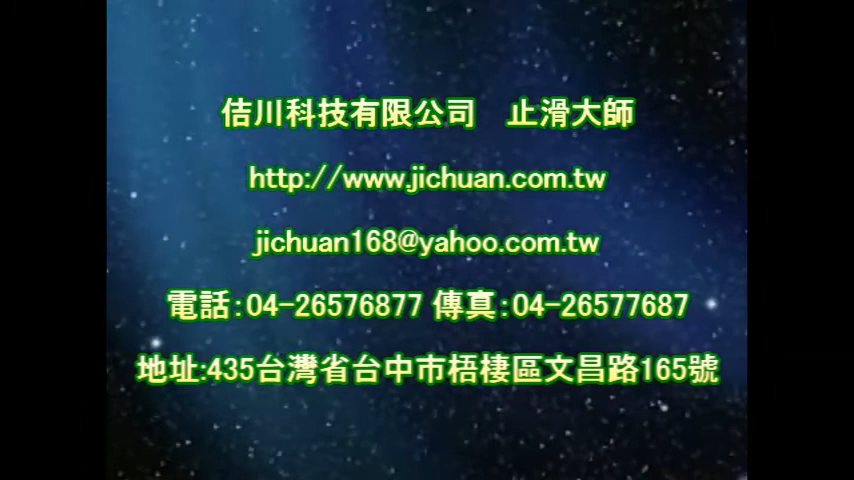 佶川科技有限公司 止滑大師
http://www.jichuan.com.tw
jichuan168@yahoo.com.tw
電話:04-26576877 傳真:04-26577687
地址:435台灣省台中市梧棲區文昌路165號